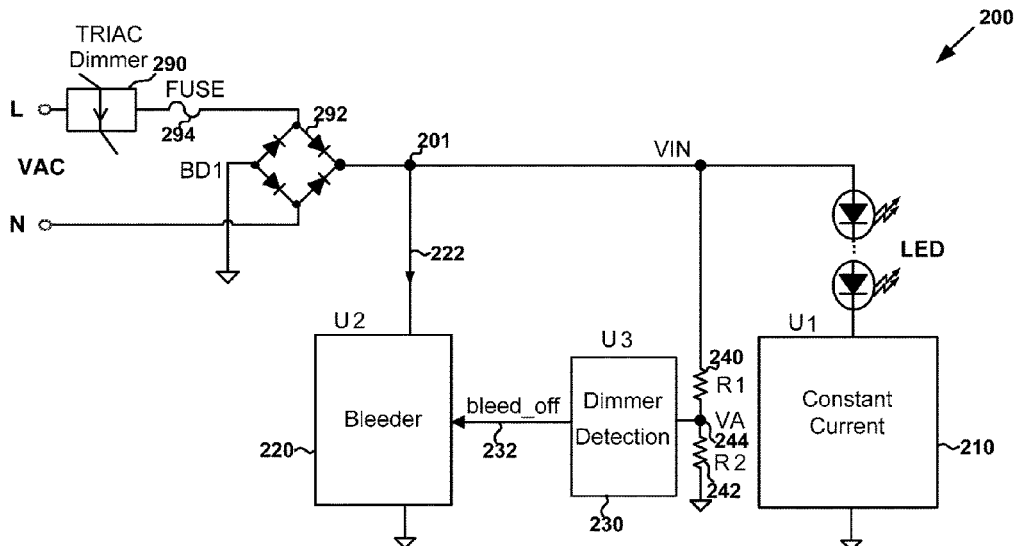 200
TRIAC
Dimmer
290
FUSE
L
294
292
201
VIN
VAC
BD1
N
222
LED
U2
U3
U1
240
R1
bleed_off
Dimmer
Detection
VA
244
Bleeder
Constant
Current
232
R2
220
210
242
230